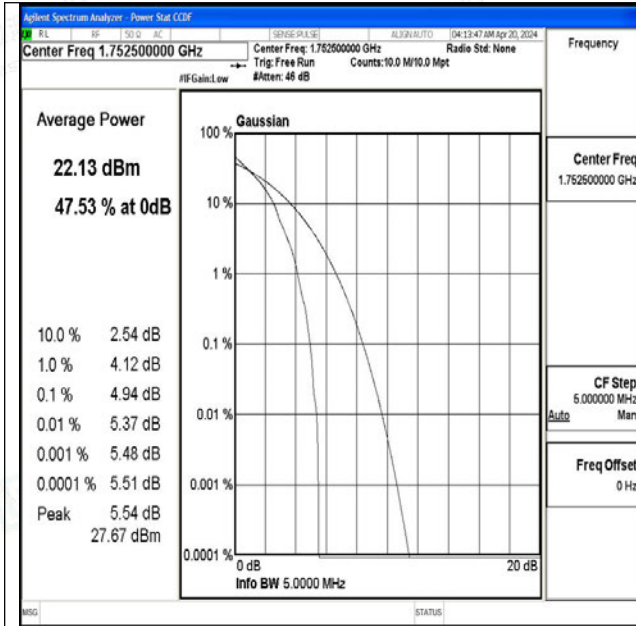 Agilent Spectrum Analyzer - Power Stat CCDF
RL RF 50 Ω AC SENSE:PULSE ALIGNAUTO 04:13:47 AM Apr 20, 2024
Center Freq 1.752500000 GHz
Center Freq: 1.752500000 GHz Radio Std: None
Trig: Free Run Counts:10.0 M/10.0 Mpt
#IFGain:Low #Atten: 46 dB
Frequency
Average Power
22.13 dBm
47.53 % at 0dB
10.0 % 2.54 dB
1.0 % 4.12 dB
0.1 % 4.94 dB
0.01 % 5.37 dB
0.001 % 5.48 dB
0.0001 % 5.51 dB
Peak 5.54 dB
27.67 dBm
Gaussian
100 %
10 %
1 %
0.1 %
0.01 %
0.001 %
0.0001 %
0 dB 20 dB
Info BW 5.0000 MHz
Center Freq
1.752500000 GHz
CF Step
5.000000 MHz
Auto Man
Freq Offset
0 Hz
MSG STATUS